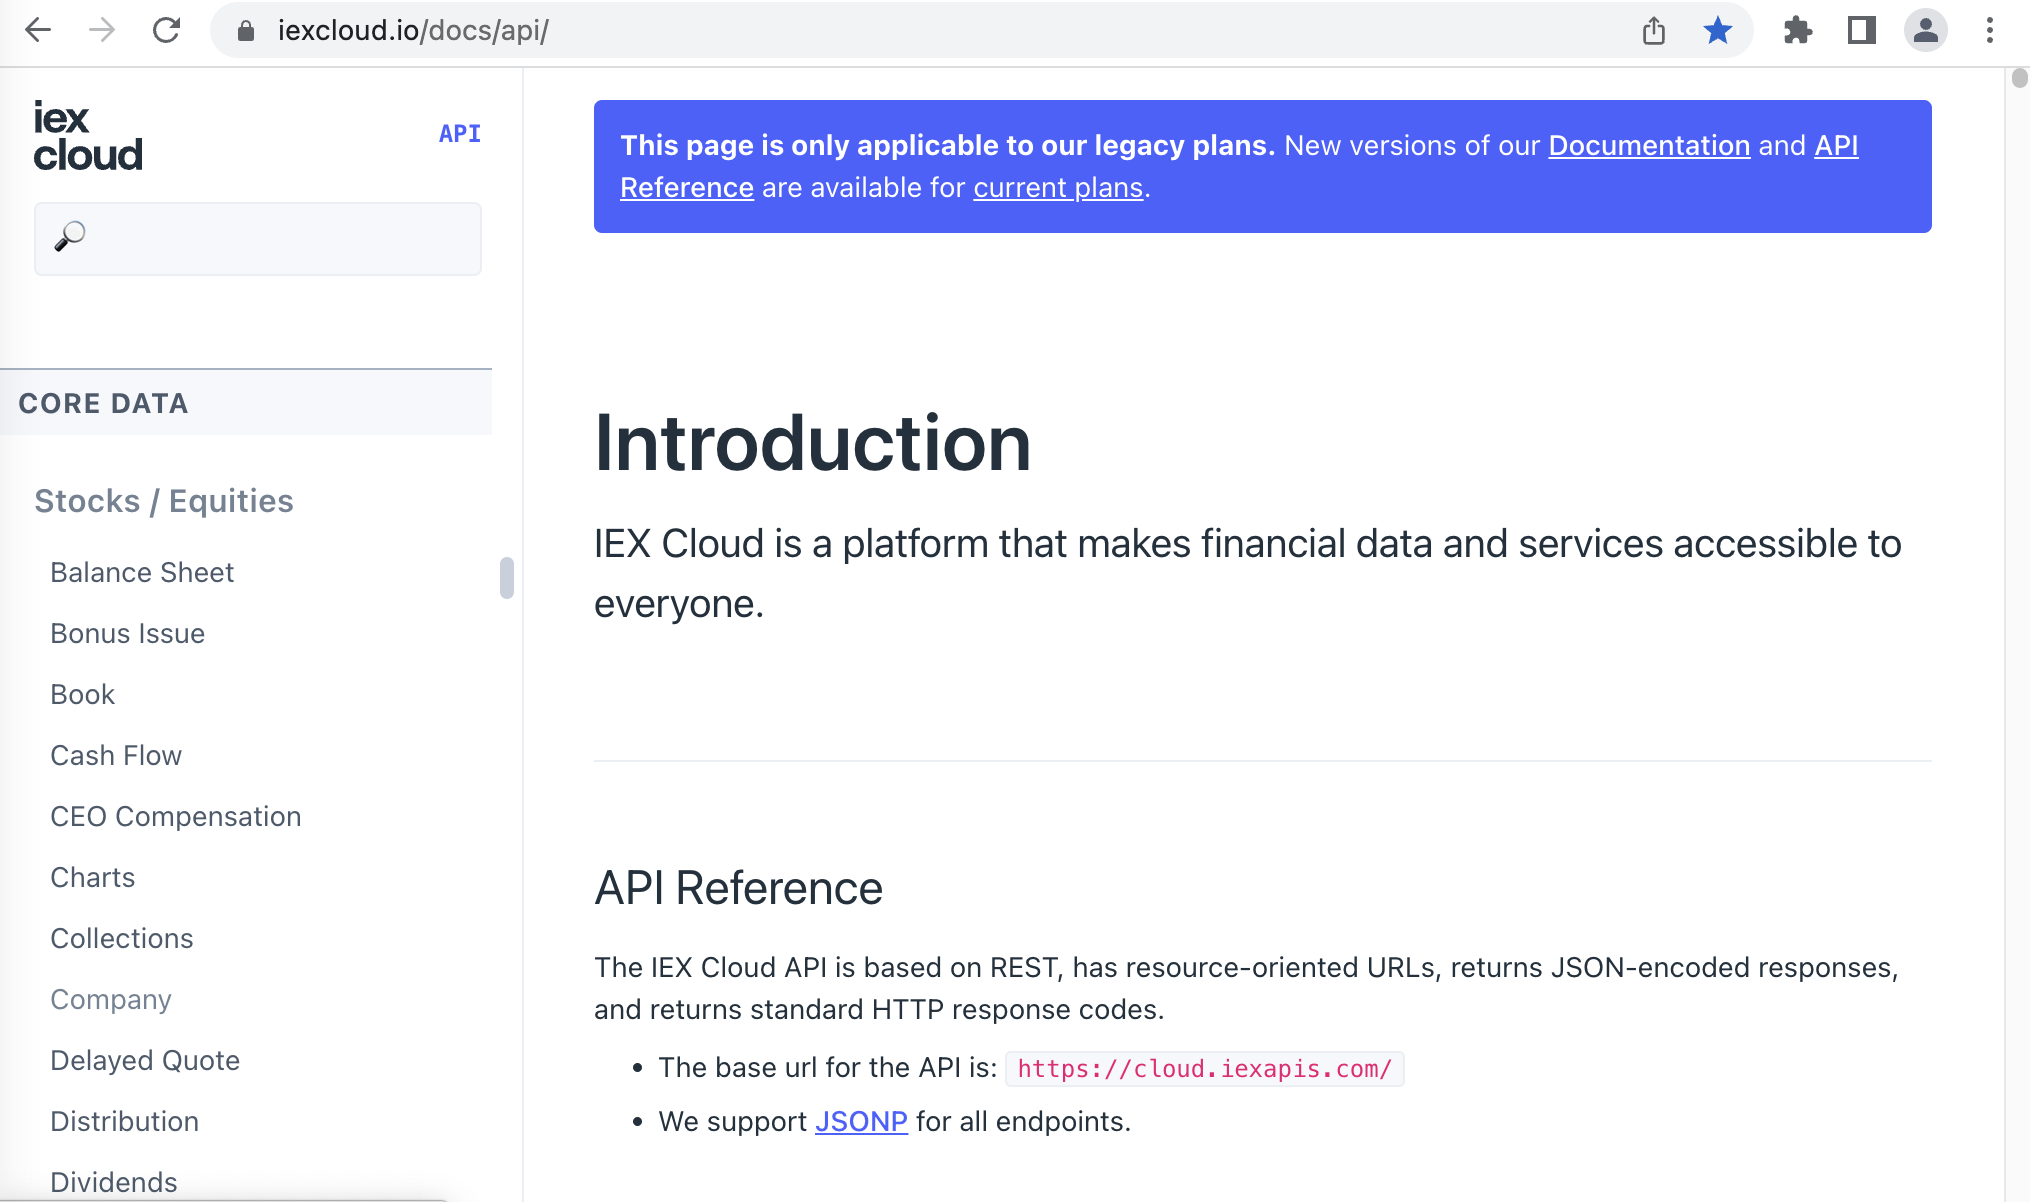 iexcloud.io/docs/api/
iex
cloud
API
CORE DATA
Stocks / Equities
Balance Sheet
Bonus Issue
Book
Cash Flow
CEO Compensation
Charts
Collections
Company
Delayed Quote
Distribution
Dividends
This page is only applicable to our legacy plans. New versions of our Documentation and API
Reference are available for current plans.
Introduction
IEX Cloud is a platform that makes financial data and services accessible to
everyone.
API Reference
The IEX Cloud API is based on REST, has resource-oriented URLs, returns JSON-encoded responses,
and returns standard HTTP response codes.
• The base url for the API is: https://cloud.iexapis.com/
• We support JSONP for all endpoints.